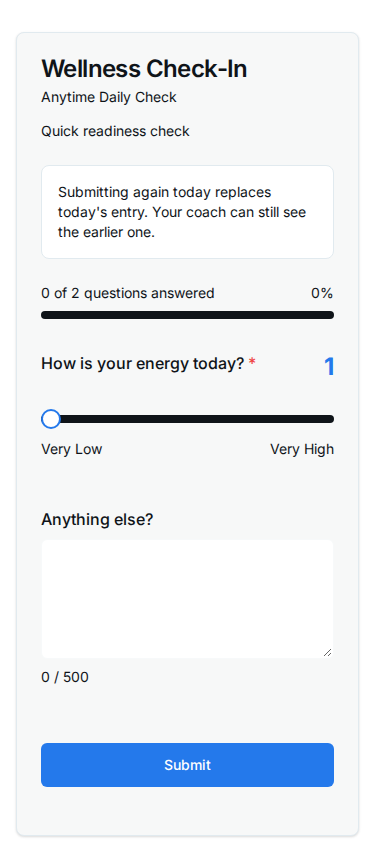 Wellness Check-In
Anytime Daily Check
Quick readiness check
Submitting again today replaces
today's entry. Your coach can still see
the earlier one.
0 of 2 questions answered 0%
How is your energy today? * 1
Very Low Very High
Anything else?
0 / 500
Submit